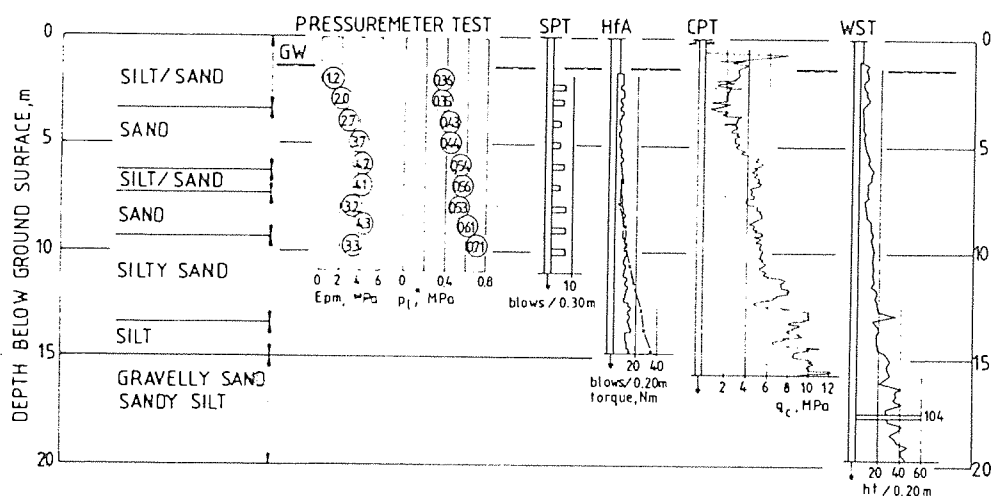 PRESSUREMETER TEST SPT HfA CPT WST
0 GW 0
SILT/SAND 1.2 0.36
2.0 0.36
SAND 2.7 0.43
5 3.7 0.44 5
4.2 0.54
SILT/SAND 4.1 0.56
3.2 0.53
SAND 4.3 0.61
10 3.3 0.71 10
SILTY SAND
0 2 4 6 0 0.4 0.8 10
Epm, MPa pl*, MPa blows/0.30m
SILT
15 15
20 40 2 4 6 8 10 12
GRAVELLY SAND blows/0.20m qc, MPa
SANDY SILT torque, Nm
104
20 20
20 40 60
ht/0.20m
DEPTH BELOW GROUND SURFACE, m